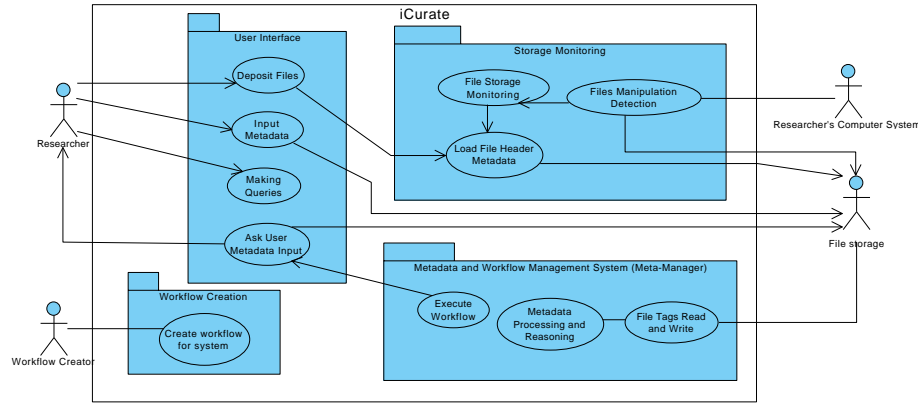 iCurate
User Interface
Storage Monitoring
Deposit Files
File Storage
Monitoring
Files Manipulation
Detection
Researcher
Researcher's Computer System
Input
Metadata
Load File Header
Metadata
Making
Queries
File storage
Ask User
Metadata Input
Metadata and Workflow Management System (Meta-Manager)
Workflow Creation
Execute
Workflow
Metadata
Processing and
Reasoning
File Tags Read
and Write
Create workflow
for system
Workflow Creator